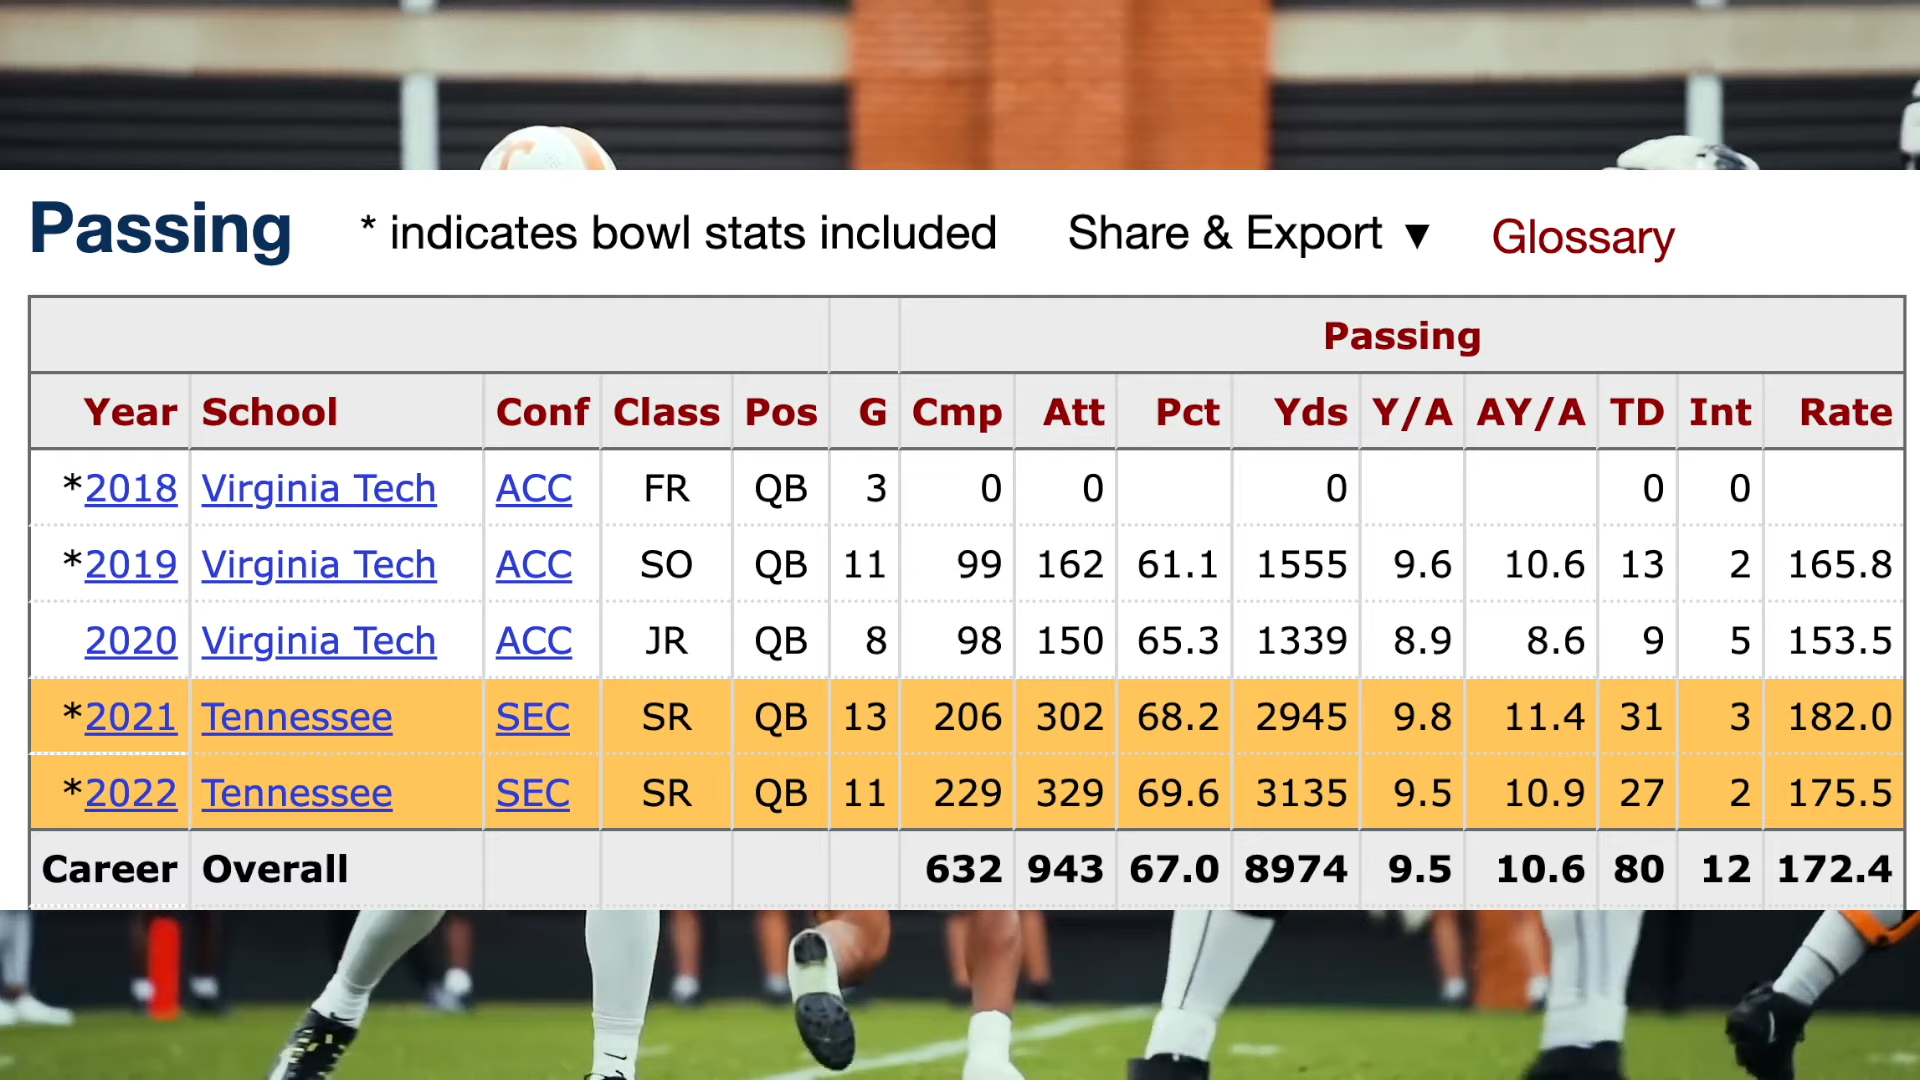 Passing * indicates bowl stats included Share & Export ▼ Glossary
Passing
Year School Conf Class Pos G Cmp Att Pct Yds Y/A AY/A TD Int Rate
*2018 Virginia Tech ACC FR QB 3 0 0 0 0 0
*2019 Virginia Tech ACC SO QB 11 99 162 61.1 1555 9.6 10.6 13 2 165.8
2020 Virginia Tech ACC JR QB 8 98 150 65.3 1339 8.9 8.6 9 5 153.5
*2021 Tennessee SEC SR QB 13 206 302 68.2 2945 9.8 11.4 31 3 182.0
*2022 Tennessee SEC SR QB 11 229 329 69.6 3135 9.5 10.9 27 2 175.5
Career Overall 632 943 67.0 8974 9.5 10.6 80 12 172.4